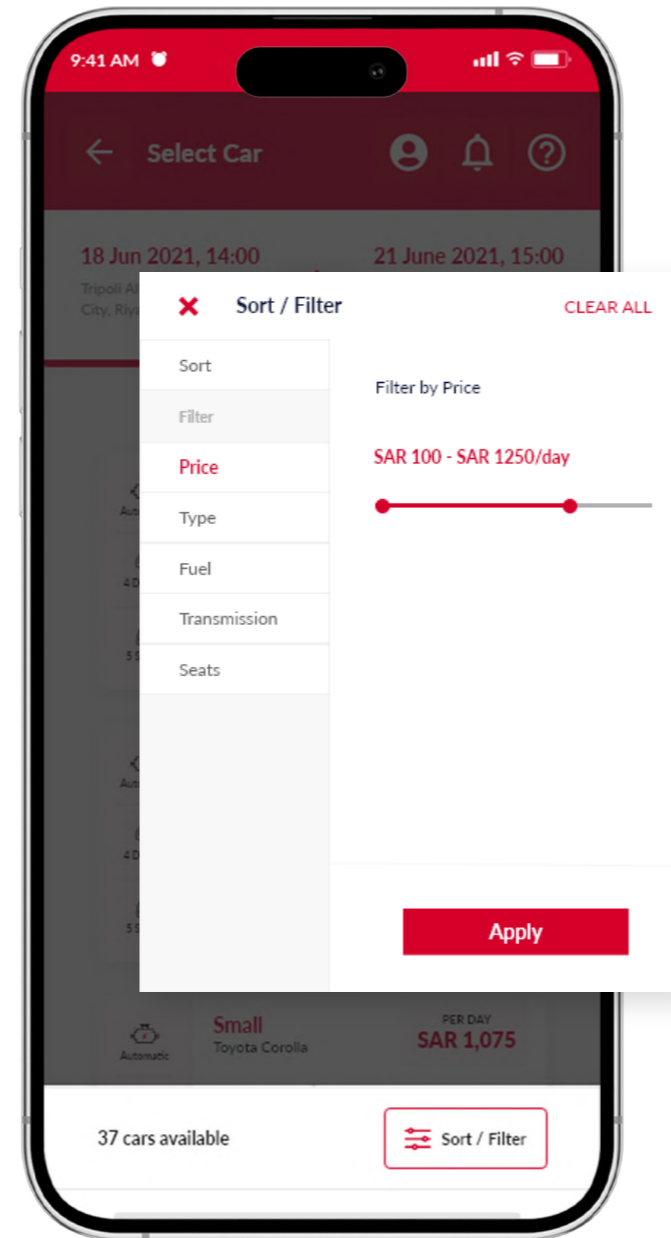 9:41 AM
Select Car
18 Jun 2021, 14:00
21 June 2021, 15:00
Tripoli
City,
Sort / Filter
CLEAR ALL
Sort
Filter
Price
Type
Fuel
Transmission
Seats
Filter by Price
SAR 100 - SAR 1250/day
Apply
Automatic
Small
Toyota Corolla
PER DAY
SAR 1,075
37 cars available
Sort / Filter